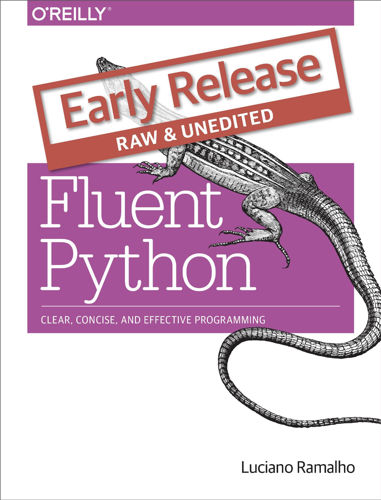 O'REILLY®
Early Release
RAW & UNEDITED
Fluent
Python
CLEAR, CONCISE, AND EFFECTIVE PROGRAMMING
Luciano Ramalho